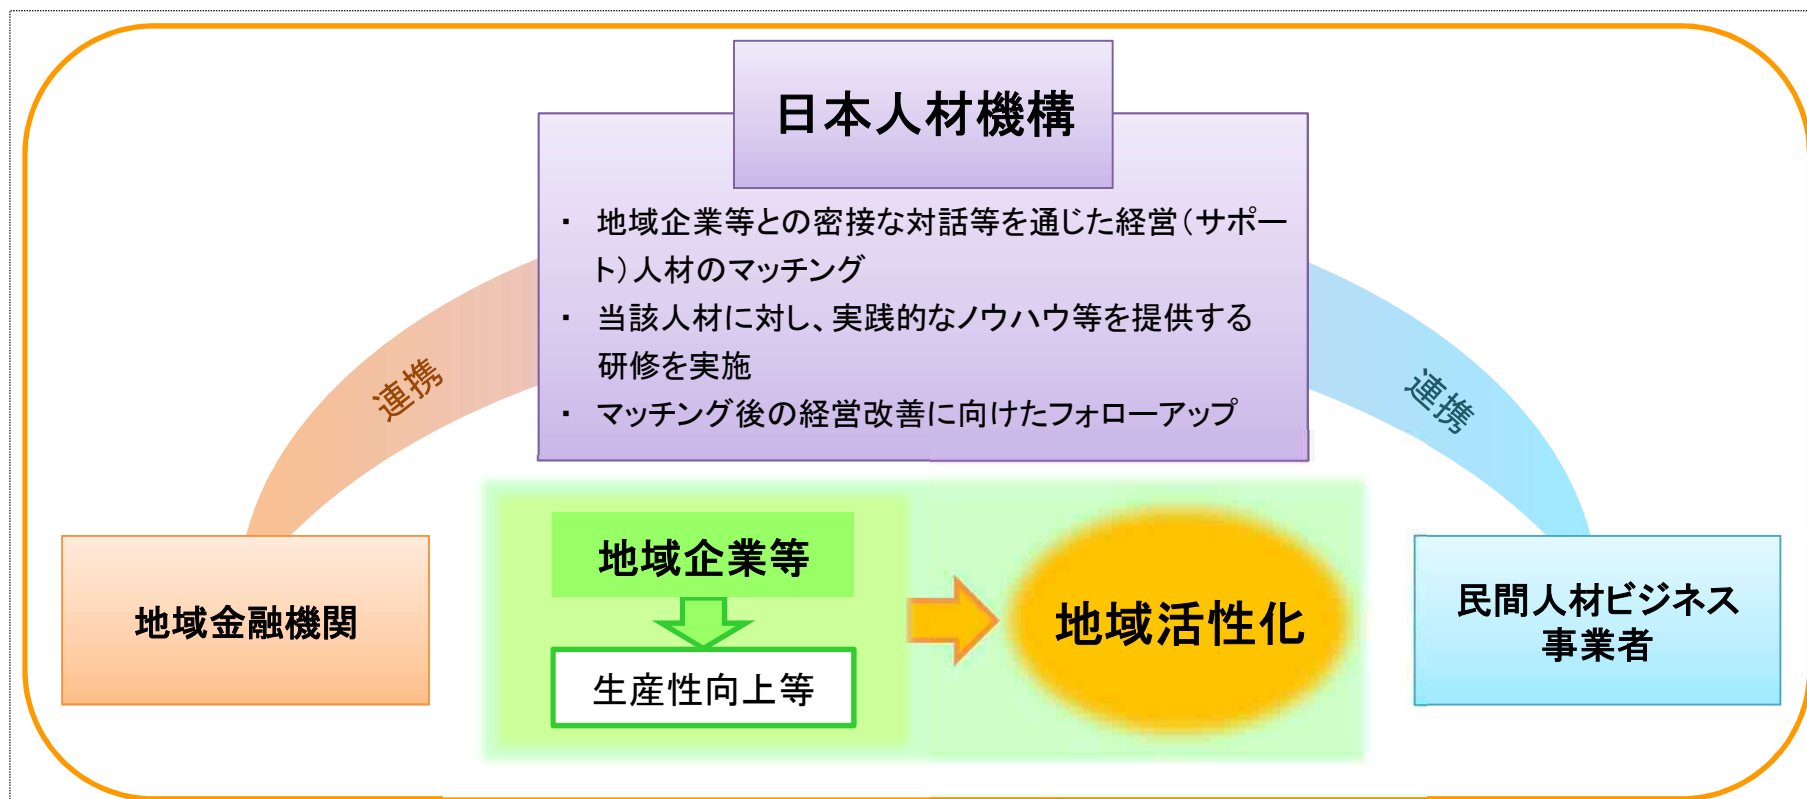 日本人材機構
・ 地域企業等との密接な対話等を通じた経営（サポー
ト）人材のマッチング
・ 当該人材に対し、実践的なノウハウ等を提供する
研修を実施
・ マッチング後の経営改善に向けたフォローアップ
連携
連携
地域金融機関
地域企業等
生産性向上等
地域活性化
民間人材ビジネス
事業者